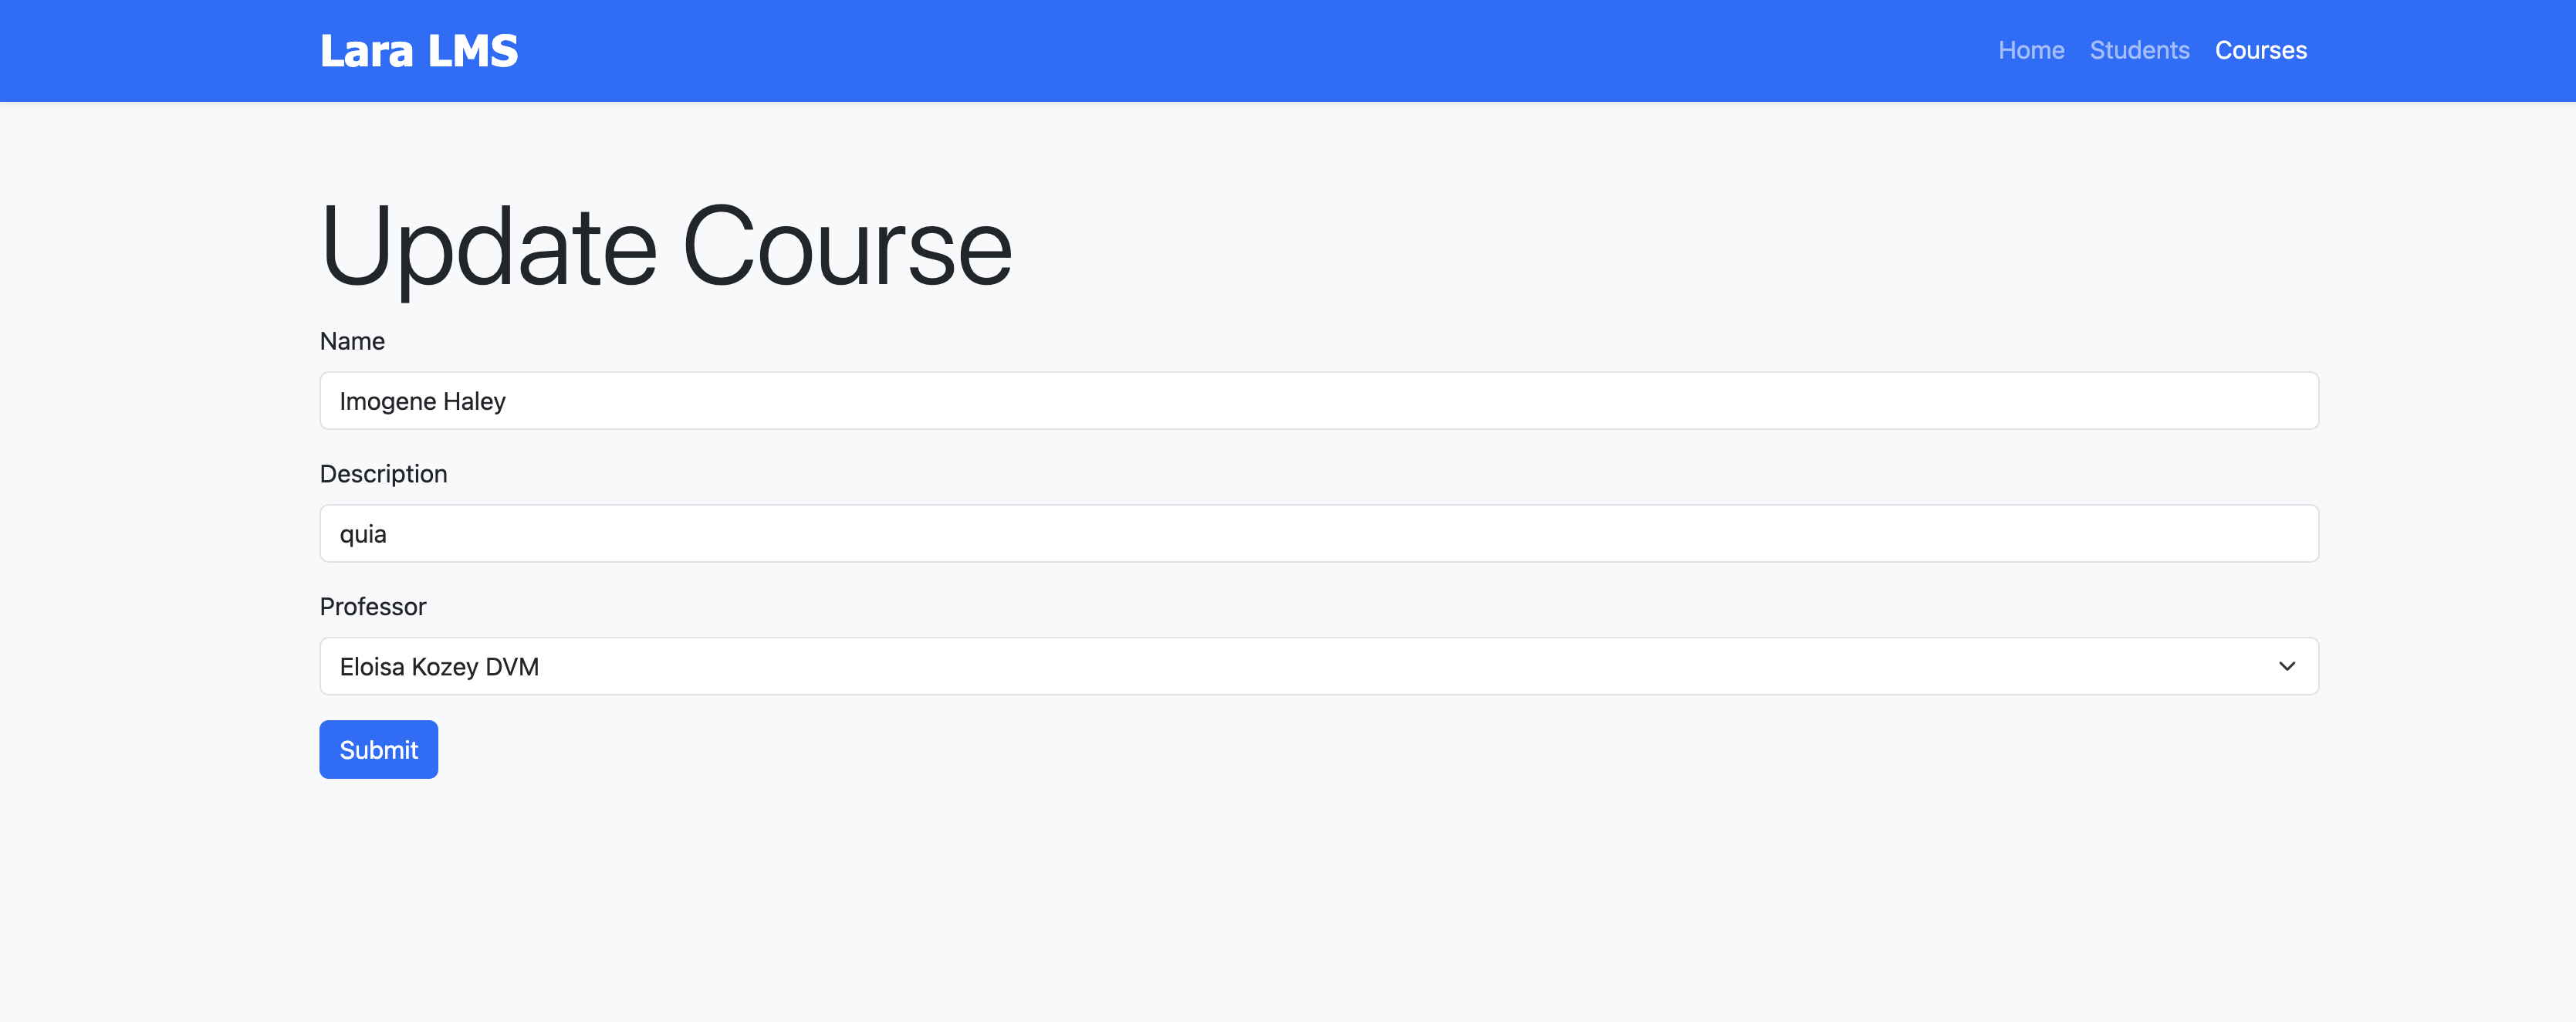 Lara LMS
Home Students Courses
Update Course
Name
Imogene Haley
Description
quia
Professor
Eloisa Kozey DVM
Submit